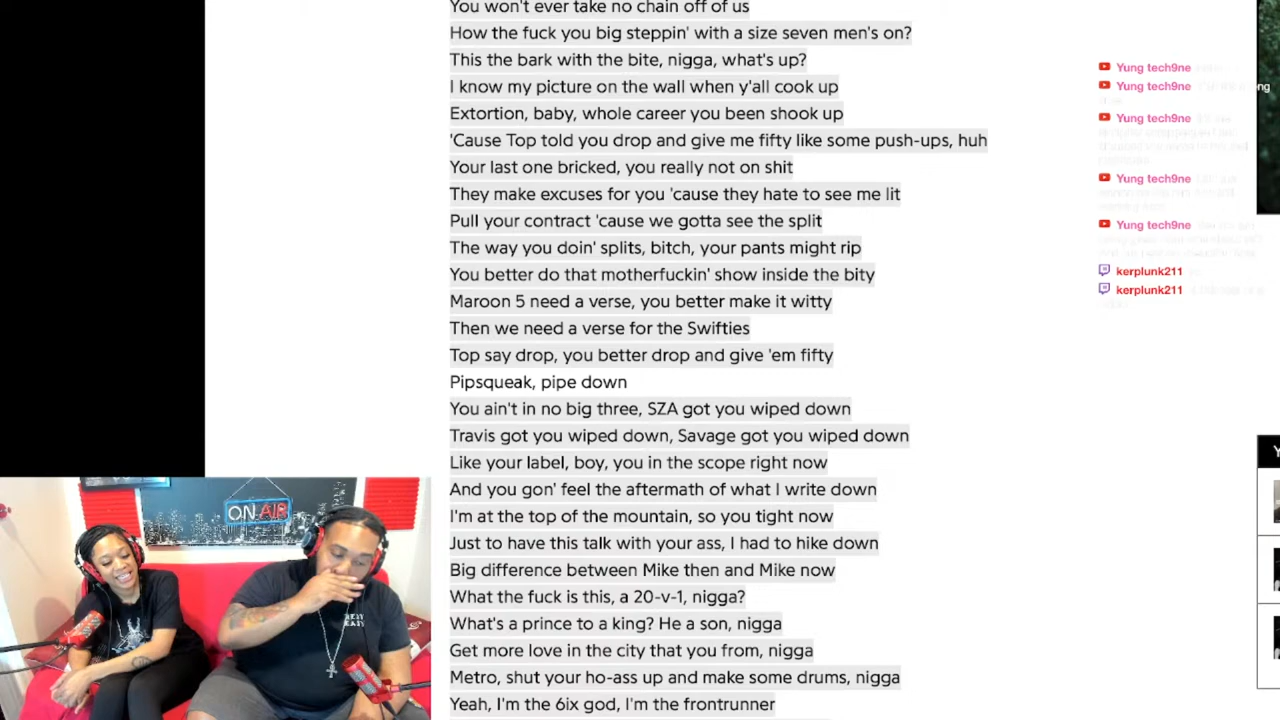 You won't ever take no chain off of us
How the fuck you big steppin' with a size seven men's on?
This the bark with the bite, nigga, what's up?
I know my picture on the wall when y'all cook up
Extortion, baby, whole career you been shook up
'Cause Top told you drop and give me fifty like some push-ups, huh
Your last one bricked, you really not on shit
They make excuses for you 'cause they hate to see me lit
Pull your contract 'cause we gotta see the split
The way you doin' splits, bitch, your pants might rip
You better do that motherfuckin' show inside the bity
Maroon 5 need a verse, you better make it witty
Then we need a verse for the Swifties
Top say drop, you better drop and give 'em fifty
Pipsqueak, pipe down
You ain't in no big three, SZA got you wiped down
Travis got you wiped down, Savage got you wiped down
Like your label, boy, you in the scope right now
And you gon' feel the aftermath of what I write down
I'm at the top of the mountain, so you tight now
Just to have this talk with your ass, I had to hike down
Big difference between Mike then and Mike now
What the fuck is this, a 20-v-1, nigga?
What's a prince to a king? He a son, nigga
Get more love in the city that you from, nigga
Metro, shut your ho-ass up and make some drums, nigga
Yeah, I'm the 6ix god, I'm the frontrunner
Yung tech9ne
Yung tech9ne
Yung tech9ne
Yung tech9ne
Yung tech9ne
kerplunk211
kerplunk211
ON AIR